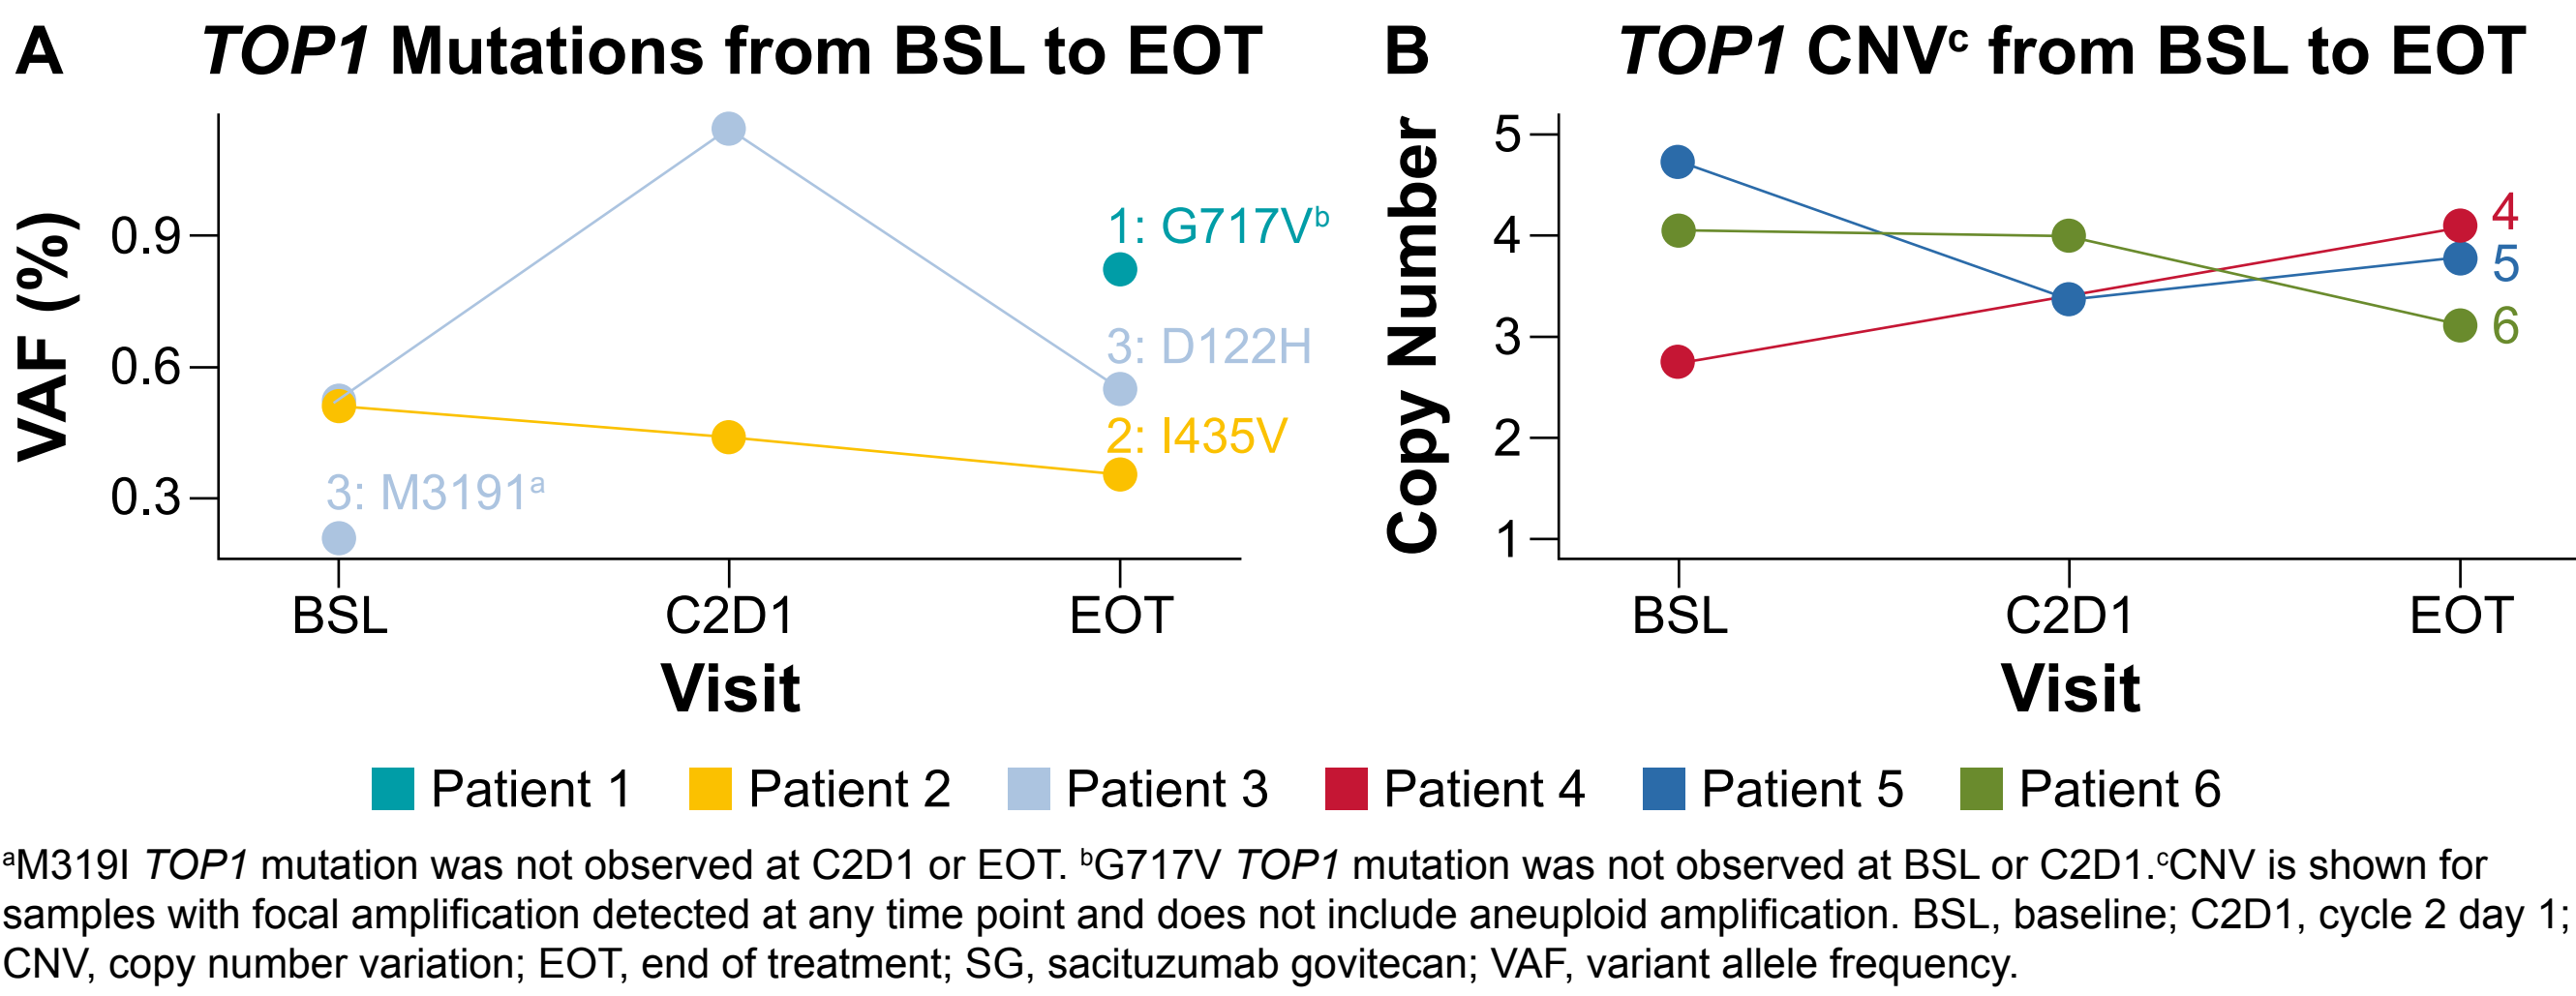 A
TOP1 Mutations from BSL to EOT
VAF (%)
0.9
0.6
0.3
1: G717Vᵇ
3: D122H
2: I435V
3: M3191ᵃ
BSL C2D1 EOT
Visit
B
TOP1 CNVᶜ from BSL to EOT
Copy Number
5
4
3
2
1
4
5
6
BSL C2D1 EOT
Visit
Patient 1 Patient 2 Patient 3 Patient 4 Patient 5 Patient 6
ᵃM319I TOP1 mutation was not observed at C2D1 or EOT. ᵇG717V TOP1 mutation was not observed at BSL or C2D1.ᶜCNV is shown for
samples with focal amplification detected at any time point and does not include aneuploid amplification. BSL, baseline; C2D1, cycle 2 day 1;
CNV, copy number variation; EOT, end of treatment; SG, sacituzumab govitecan; VAF, variant allele frequency.